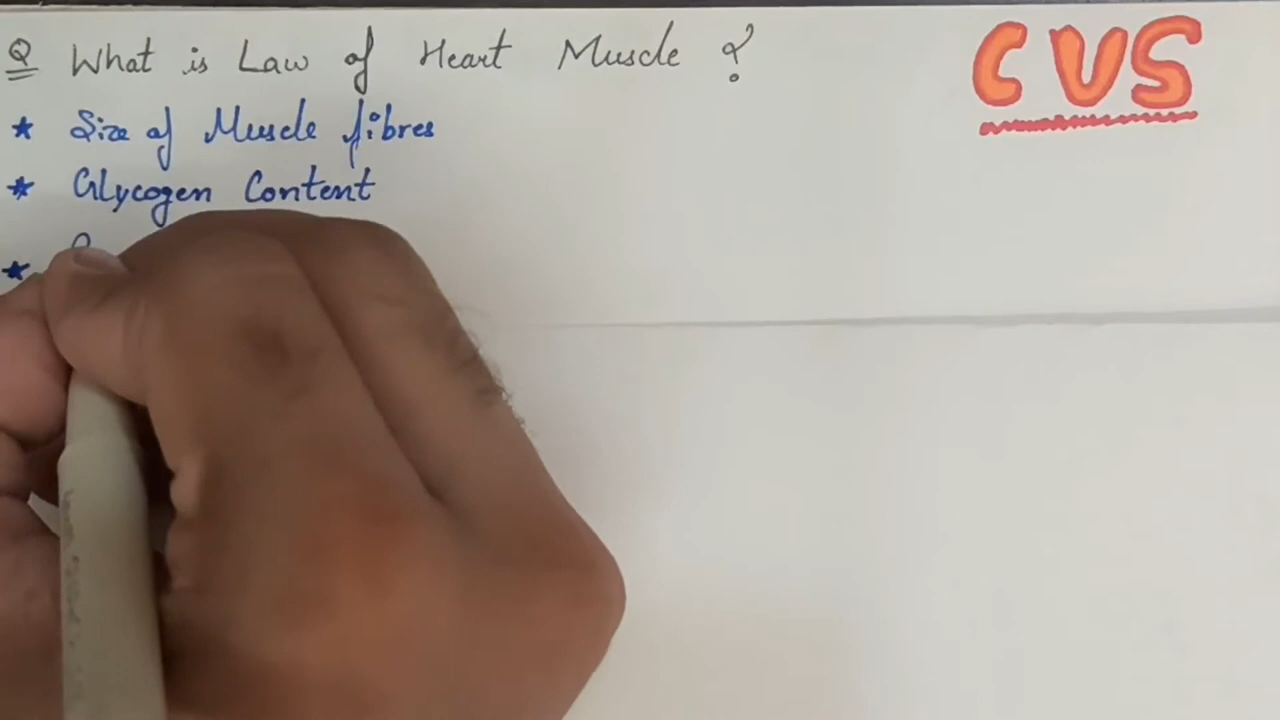 Q What is Law of Heart Muscle ?
CVS
★ Size of Muscle fibres
★ Glycogen Content
★